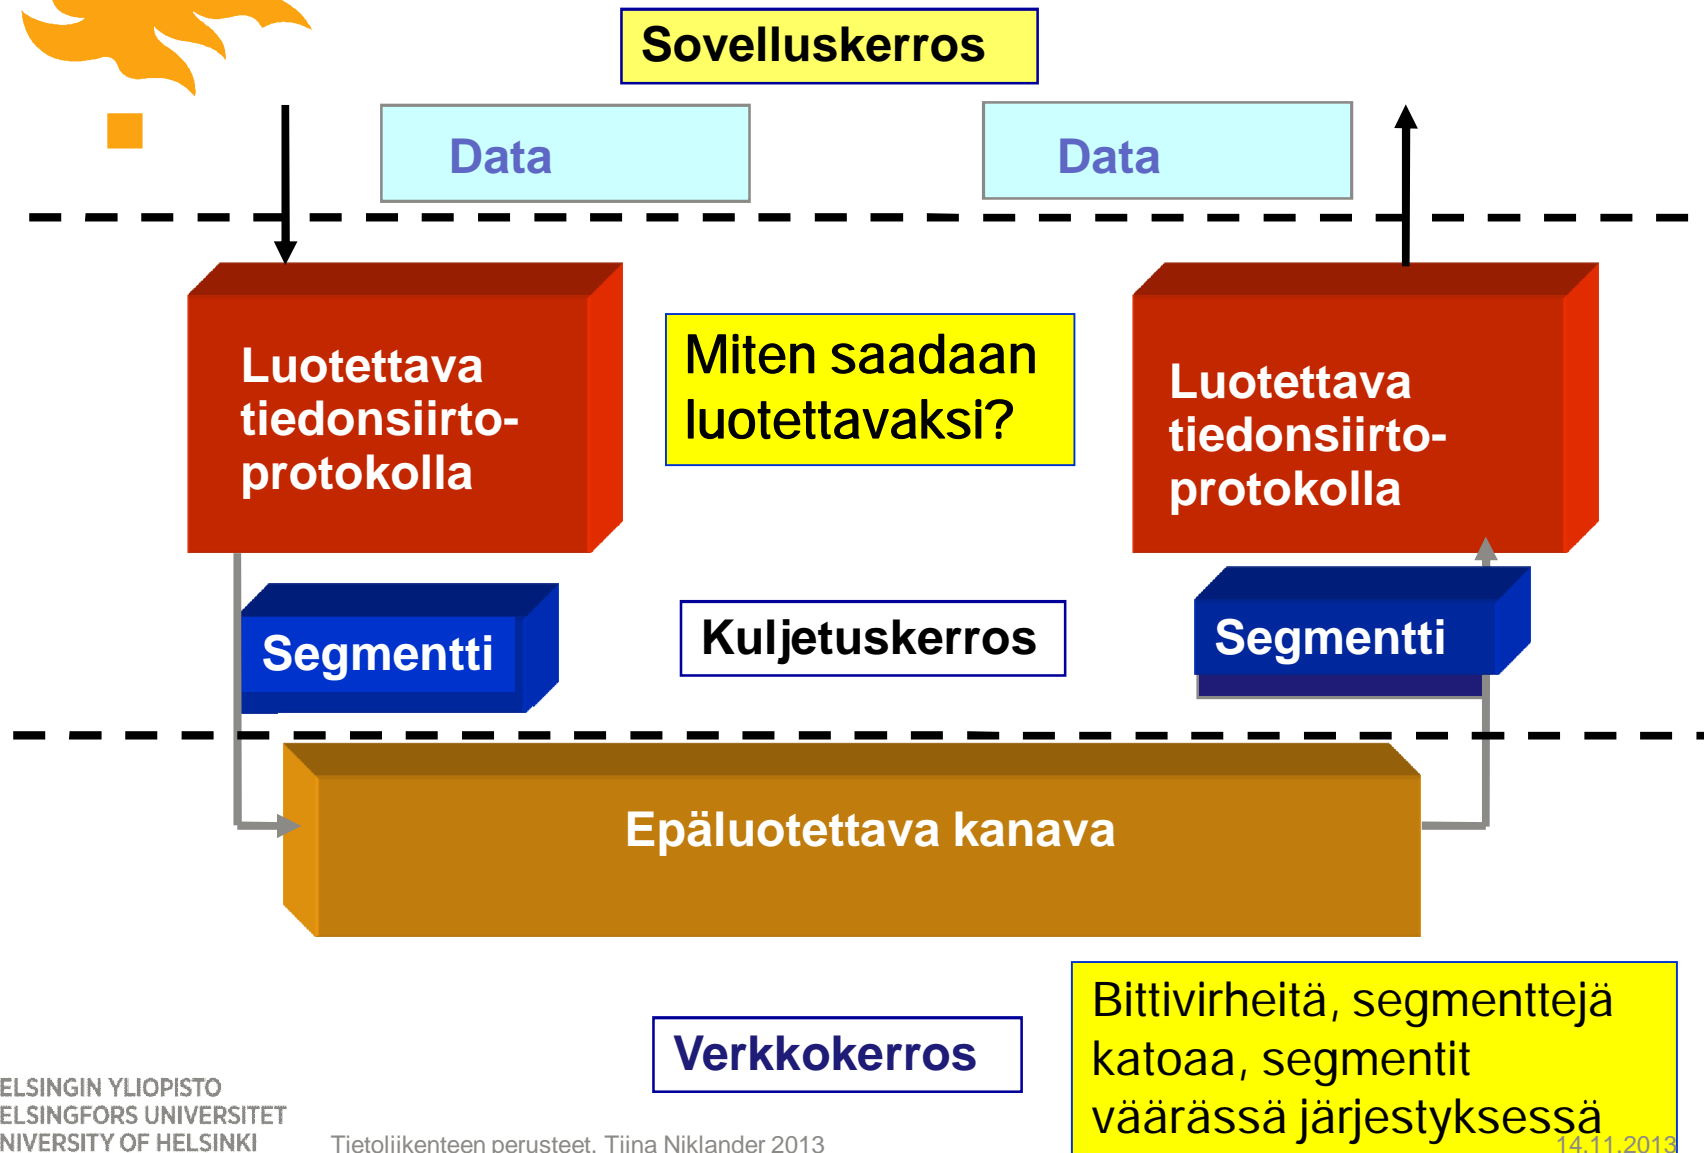 Sovelluskerros
Data
Data
Luotettava
tiedonsiirto-
protokolla
Miten saadaan
luotettavaksi?
Luotettava
tiedonsiirto-
protokolla
Segmentti
Kuljetuskerros
Segmentti
Epäluotettava kanava
Verkkokerros
Bittivirheitä, segmenttejä
katoaa, segmentit
väärässä järjestyksessä
ELSINGIN YLIOPISTO
ELSINGFORS UNIVERSITET
NIVERSITY OF HELSINKI
Tietoliikenteen perusteet, Tiina Niklander 2013
14.11.2013